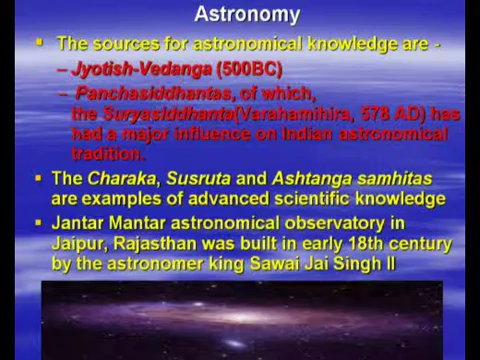 Astronomy
▪ The sources for astronomical knowledge are -
– Jyotish-Vedanga (500BC)
– Panchasiddhantas, of which,
the Suryasiddhanta(Varahamihira, 578 AD) has
had a major influence on Indian astronomical
tradition.
▪ The Charaka, Susruta and Ashtanga samhitas
are examples of advanced scientific knowledge
▪ Jantar Mantar astronomical observatory in
Jaipur, Rajasthan was built in early 18th century
by the astronomer king Sawai Jai Singh II